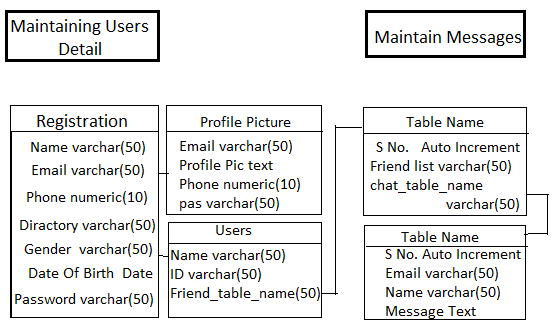 Maintaining Users
Detail
Maintain Messages
Registration
Name varchar(50)
Email varchar(50)
Phone numeric(10)
Diractory varchar(50)
Gender varchar(50)
Date Of Birth Date
Password varchar(50)
Profile Picture
Email varchar(50)
Profile Pic text
Phone numeric(10)
pas varchar(50)
Users
Name varchar(50)
ID varchar(50)
Friend_table_name(50)
Table Name
S No. Auto Increment
Friend list varchar(50)
chat_table_name
varchar(50)
Table Name
S No. Auto Increment
Email varchar(50)
Name varchar(50)
Message Text